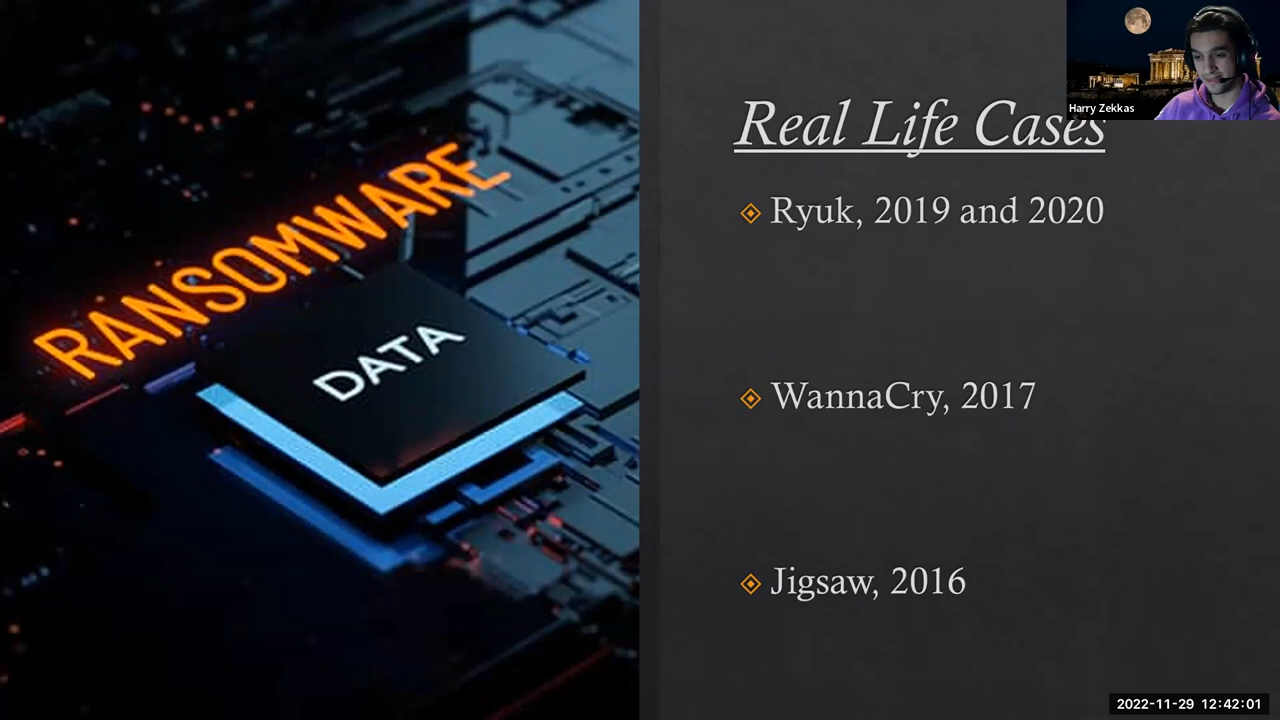 RANSOMWARE
DATA
Harry Zekkas
Real Life Cases
Ryuk, 2019 and 2020
WannaCry, 2017
Jigsaw, 2016
2022-11-29 12:42:01